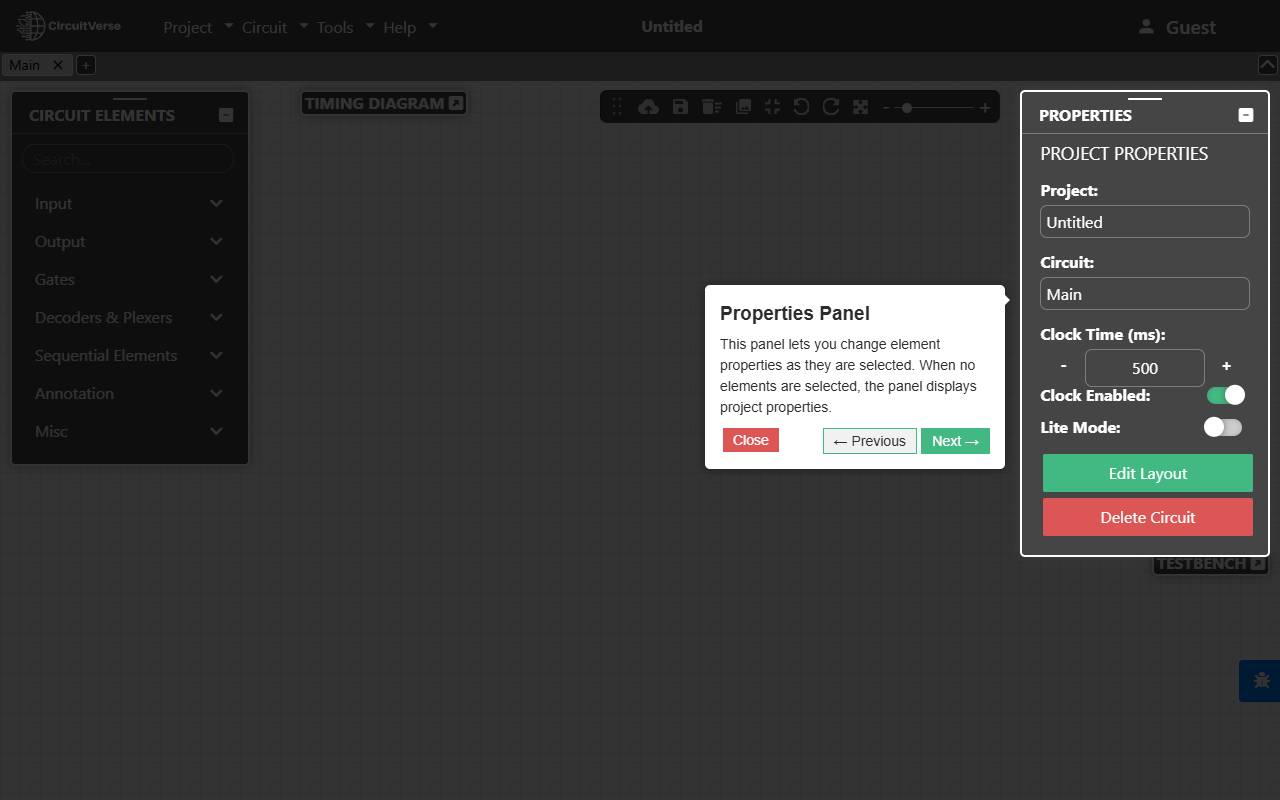 CircuitVerse
Project Circuit Tools Help
Untitled
Guest
Main
CIRCUIT ELEMENTS
Search...
Input
Output
Gates
Decoders & Plexers
Sequential Elements
Annotation
Misc
TIMING DIAGRAM
PROPERTIES
PROJECT PROPERTIES
Project:
Untitled
Circuit:
Main
Clock Time (ms):
- 500 +
Clock Enabled:
Lite Mode:
Edit Layout
Delete Circuit
Properties Panel
This panel lets you change element
properties as they are selected. When no
elements are selected, the panel displays
project properties.
Close ← Previous Next →
TESTBENCH